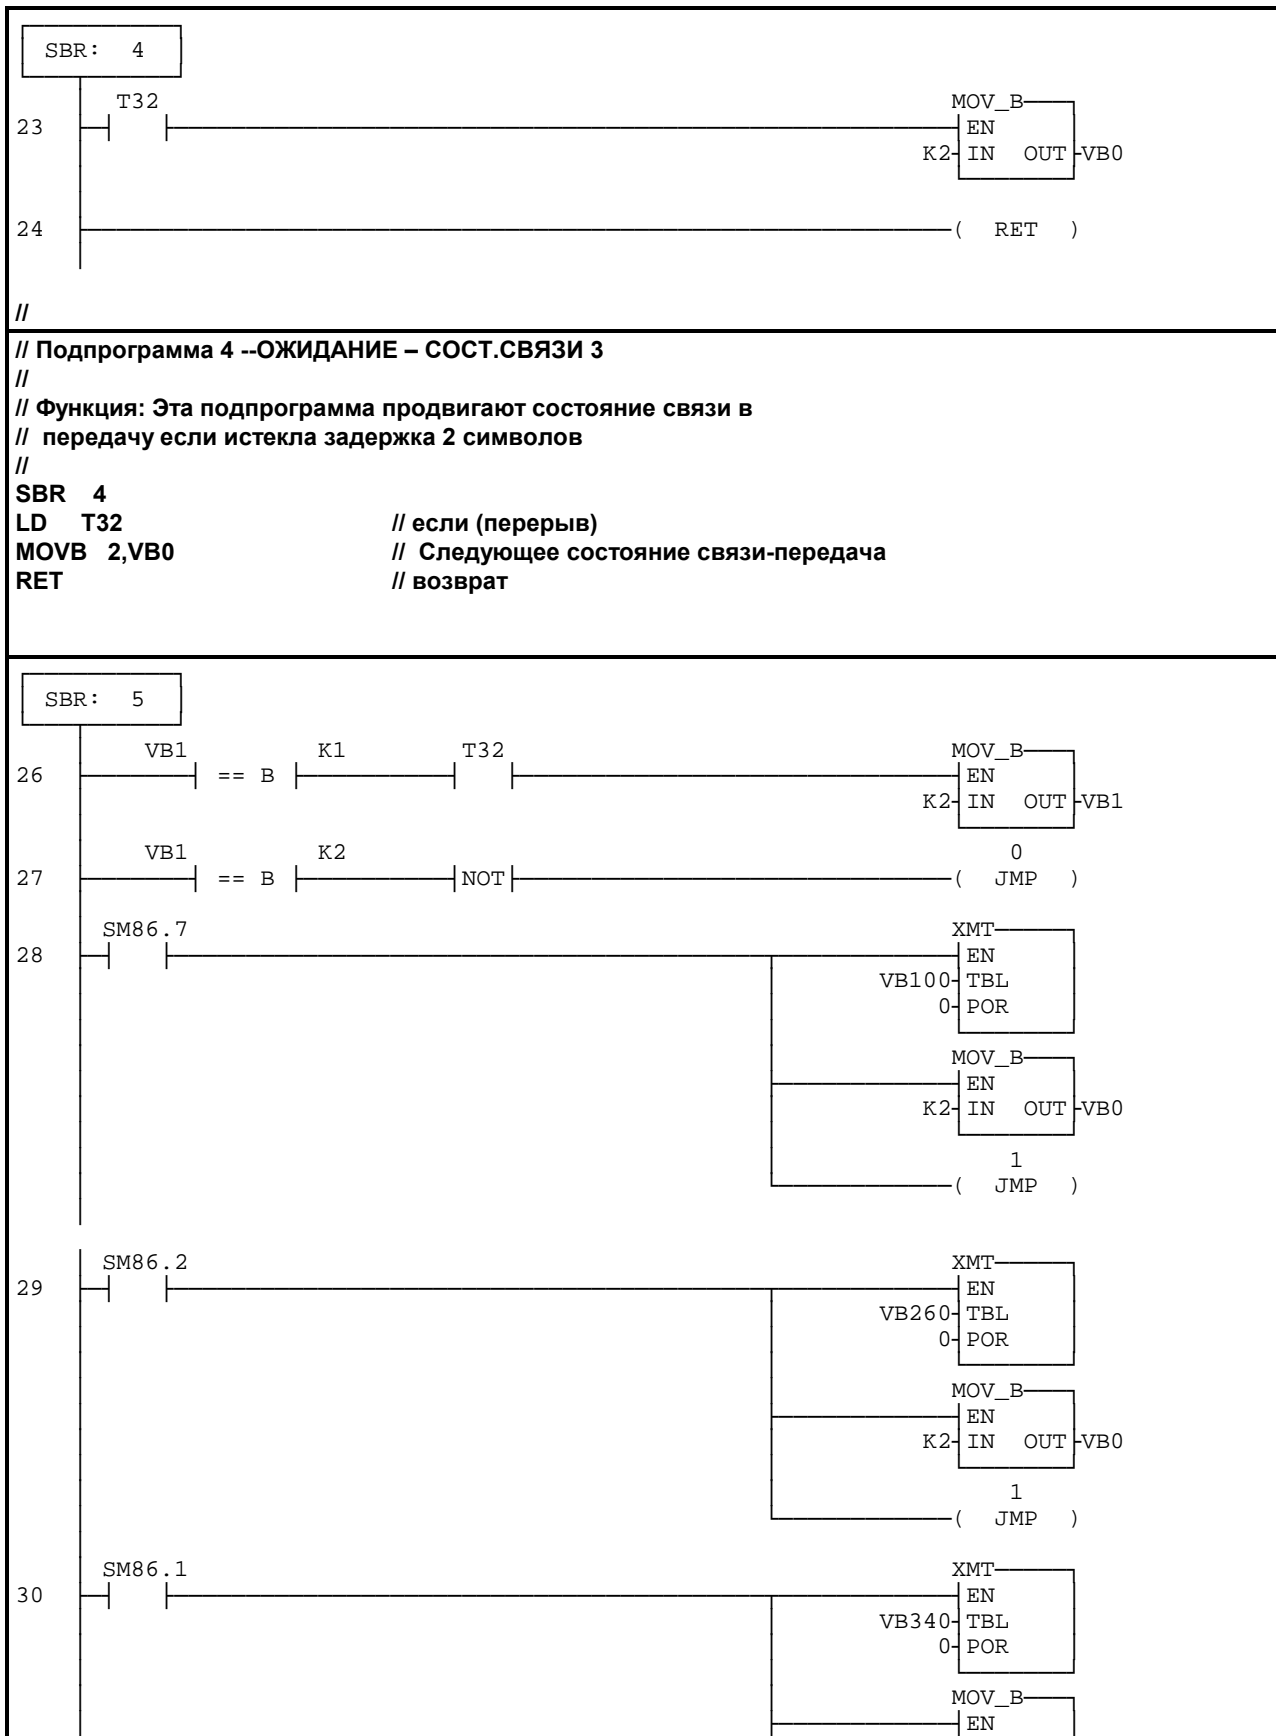 SBR: 4
T32 MOV_B
23 EN
K2 IN OUT VB0
24 ( RET )
//
// Подпрограмма 4 --ОЖИДАНИЕ – СОСТ.СВЯЗИ 3
//
// Функция: Эта подпрограмма продвигают состояние связи в
// передачу если истекла задержка 2 символов
//
SBR 4
LD T32 // если (перерыв)
MOVB 2,VB0 // Следующее состояние связи-передача
RET // возврат
SBR: 5
VB1 K1 T32 MOV_B
26 == B EN
K2 IN OUT VB1
VB1 K2 0
27 == B NOT ( JMP )
SM86.7 XMT
28 EN
VB100 TBL
0 POR
MOV_B
EN
K2 IN OUT VB0
1
( JMP )
SM86.2 XMT
29 EN
VB260 TBL
0 POR
MOV_B
EN
K2 IN OUT VB0
1
( JMP )
SM86.1 XMT
30 EN
VB340 TBL
0 POR
MOV_B
EN